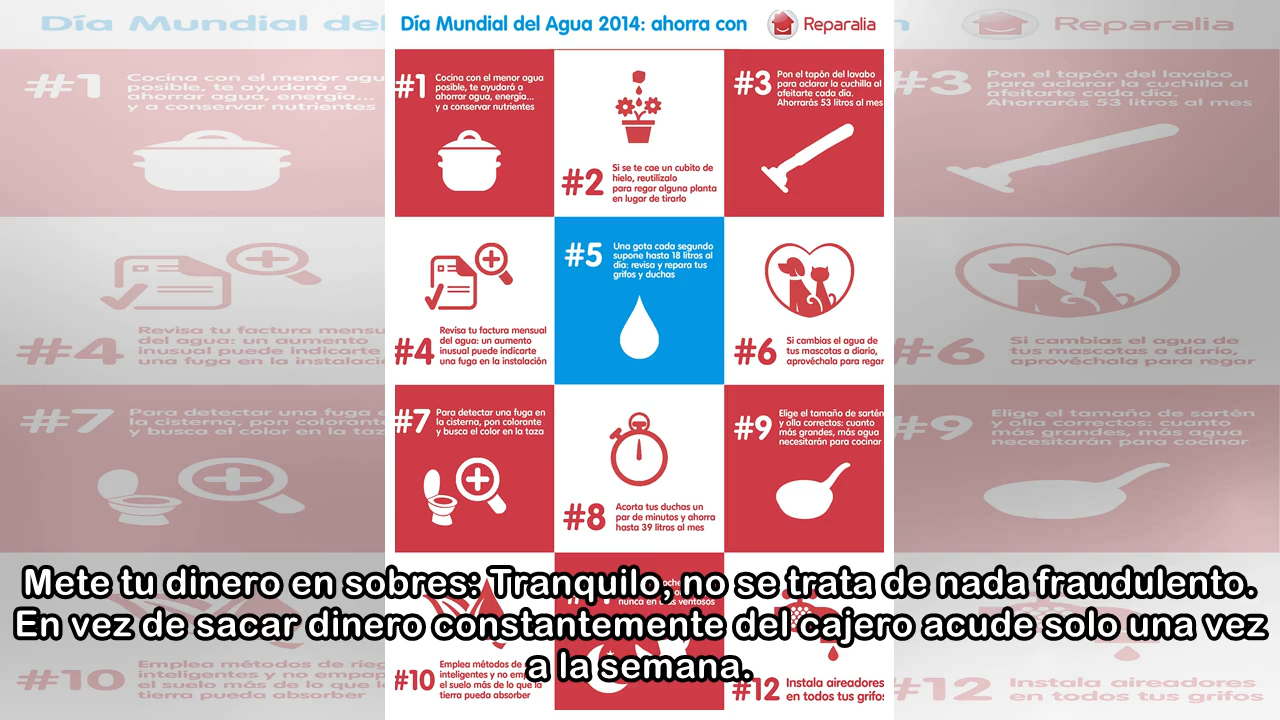 Día Mundial del Agua 2014: ahorra con Reparalia
#1 Cocina con el menor agua
posible, te ayudará a
ahorrar agua, energía...
y a conservar nutrientes
#2 Si se te cae un cubito de
hielo, reutilízalo
para regar alguna planta
en lugar de tirarlo
#3 Pon el tapón del lavabo
para aclarar la cuchilla al
afeitarte cada día.
Ahorrarás 53 litros al mes
#4 Revisa tu factura mensual
del agua: un aumento
inusual puede indicarte
una fuga en la instalación
#5 Una gota cada segundo
supone hasta 18 litros al
día: revisa y repara tus
grifos y duchas
#6 Si cambias el agua de
tus mascotas a diario,
aprovéchala para regar
#7 Para detectar una fuga en
la cisterna, pon colorante
y busca el color en la taza
#8 Acorta tus duchas un
par de minutos y ahorra
hasta 39 litros al mes
#9 Elige el tamaño de sartén
y olla correctos: cuanto
más grandes, más agua
necesitarán para cocinar
Mete tu dinero en sobres: Tranquilo, no se trata de nada fraudulento.
En vez de sacar dinero constantemente del cajero acude solo una vez
a la semana.
#10 Emplea métodos de
inteligentes y no
el suelo más de lo que la
tierra pueda absorber
nunca en ventosos
#12 Instala aireadores
en todos tus grifos